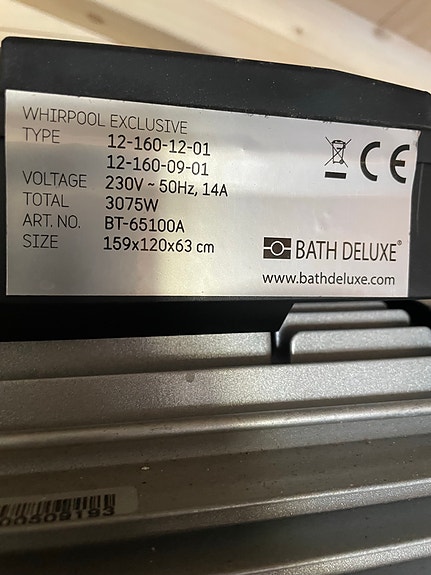 WHIRPOOL EXCLUSIVE
TYPE 12-160-12-01
12-160-09-01
VOLTAGE 230V ~ 50Hz, 14A
TOTAL 3075W
ART. NO. BT-65100A
SIZE 159x120x63 cm
CE
BATH DELUXE®
www.bathdeluxe.com
00509193